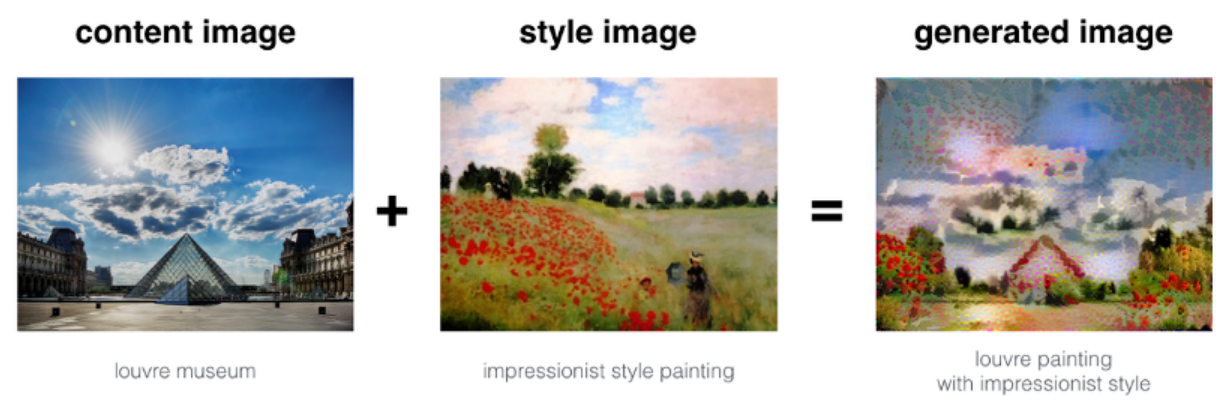 content image
style image
generated image
+
=
louvre museum
impressionist style painting
louvre painting
with impressionist style